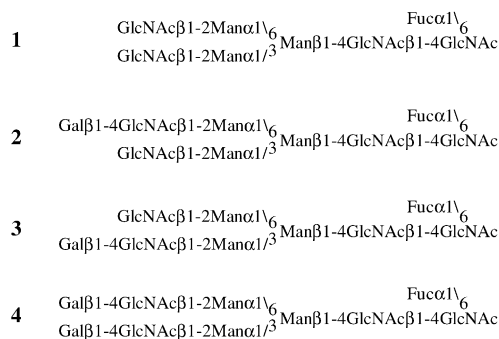 Fucα1\
GlcNAcβ1-2Manα1\6 6
1 Manβ1-4GlcNAcβ1-4GlcNAc
GlcNAcβ1-2Manα1/3
Fucα1\
Galβ1-4GlcNAcβ1-2Manα1\6 6
2 Manβ1-4GlcNAcβ1-4GlcNAc
GlcNAcβ1-2Manα1/3
Fucα1\
GlcNAcβ1-2Manα1\6 6
3 Manβ1-4GlcNAcβ1-4GlcNAc
Galβ1-4GlcNAcβ1-2Manα1/3
Fucα1\
Galβ1-4GlcNAcβ1-2Manα1\6 6
4 Manβ1-4GlcNAcβ1-4GlcNAc
Galβ1-4GlcNAcβ1-2Manα1/3